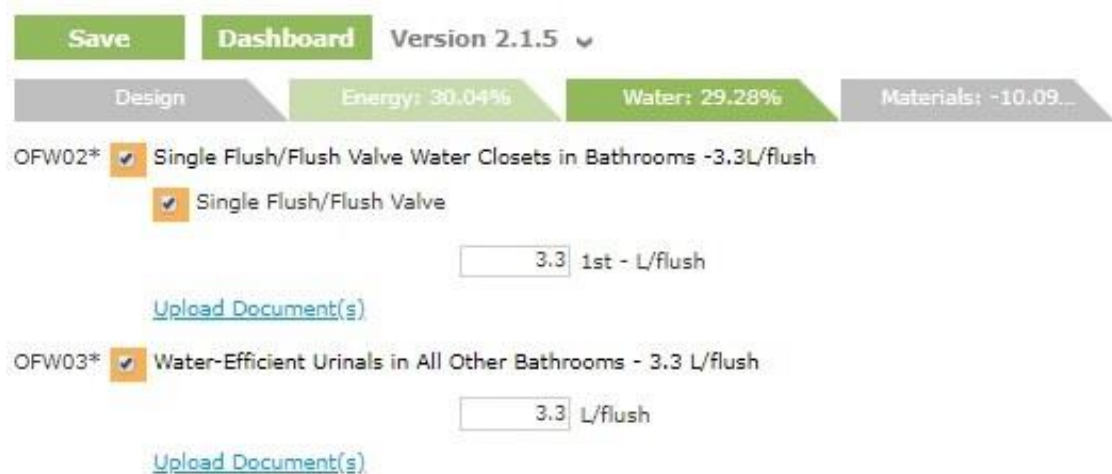 Save Dashboard Version 2.1.5
Design Energy: 30.04% Water: 29.28% Materials: -10.09...
OFW02* Single Flush/Flush Valve Water Closets in Bathrooms -3.3L/flush
Single Flush/Flush Valve
3.3 1st - L/flush
Upload Document(s)
OFW03* Water-Efficient Urinals in All Other Bathrooms - 3.3 L/flush
3.3 L/flush
Upload Document(s)